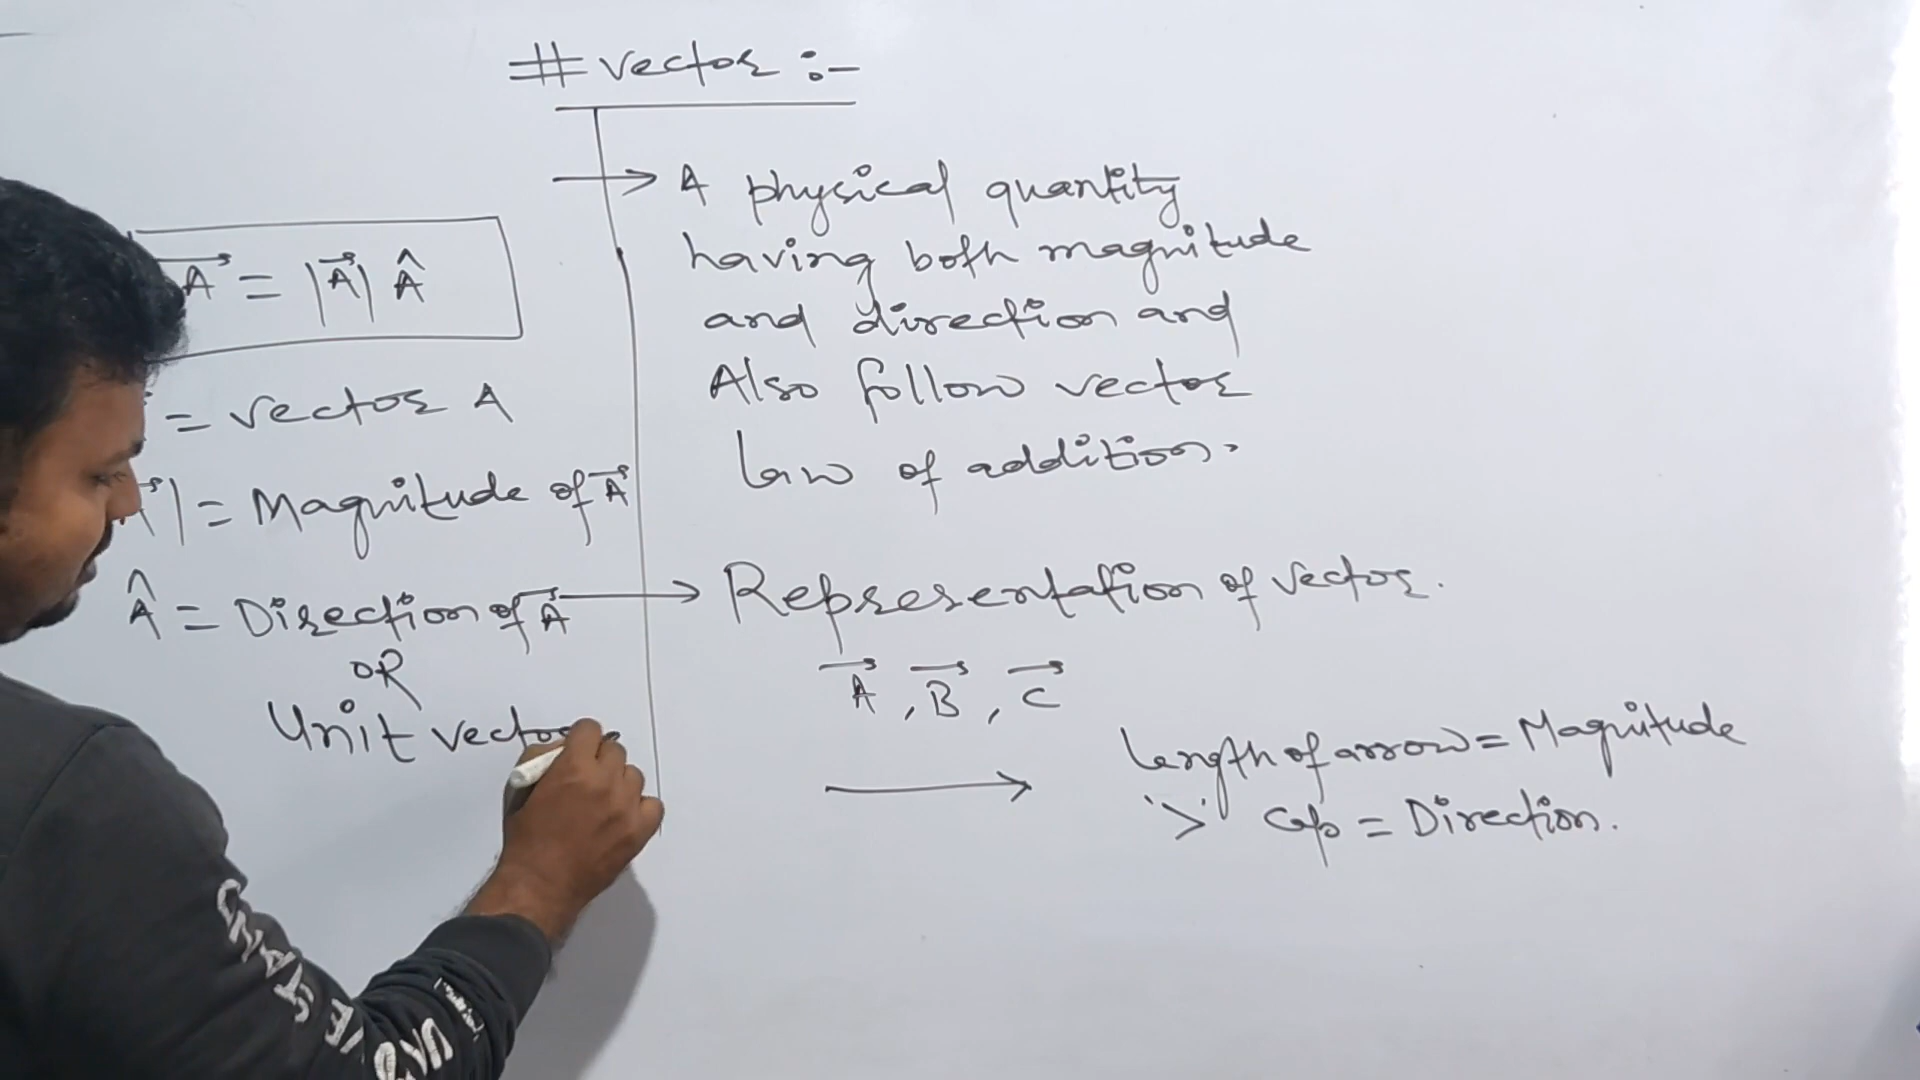 # vector :-
→ A physical quantity
having both magnitude
and direction and
Also follow vector
law of addition.
→ Representation of vector.
A⃗ , B⃗ , C⃗
→
length of arrow = Magnitude
'>' = Direction.
A⃗ = |A⃗| Â
= vector A
| = Magnitude of A⃗
Â = Direction of A⃗
OR
Unit vector